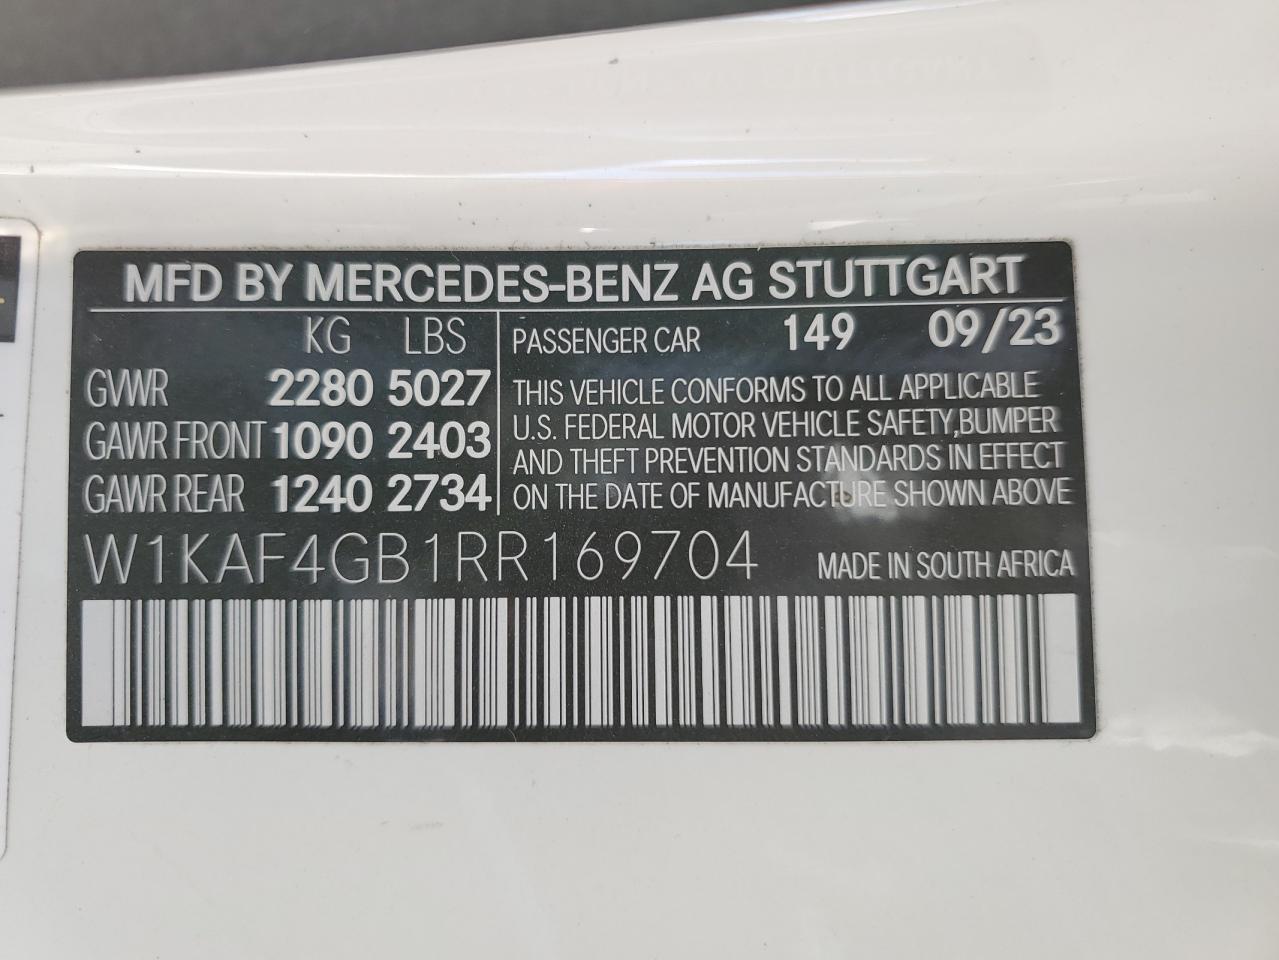 MFD BY MERCEDES-BENZ AG STUTTGART
KG LBS
GVWR 2280 5027
GAWR FRONT 1090 2403
GAWR REAR 1240 2734
PASSENGER CAR 149 09/23
THIS VEHICLE CONFORMS TO ALL APPLICABLE
U.S. FEDERAL MOTOR VEHICLE SAFETY,BUMPER
AND THEFT PREVENTION STANDARDS IN EFFECT
ON THE DATE OF MANUFACTURE SHOWN ABOVE
W1KAF4GB1RR169704 MADE IN SOUTH AFRICA